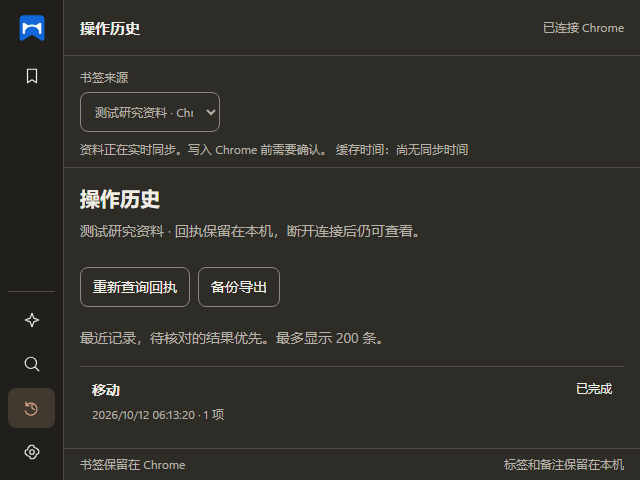 操作历史
已连接 Chrome
书签来源
测试研究资料 · Chr
资料正在实时同步。写入 Chrome 前需要确认。 缓存时间：尚无同步时间
操作历史
测试研究资料 · 回执保留在本机，断开连接后仍可查看。
重新查询回执
备份导出
最近记录，待核对的结果优先。最多显示 200 条。
移动
已完成
2026/10/12 06:13:20 · 1 项
书签保留在 Chrome
标签和备注保留在本机